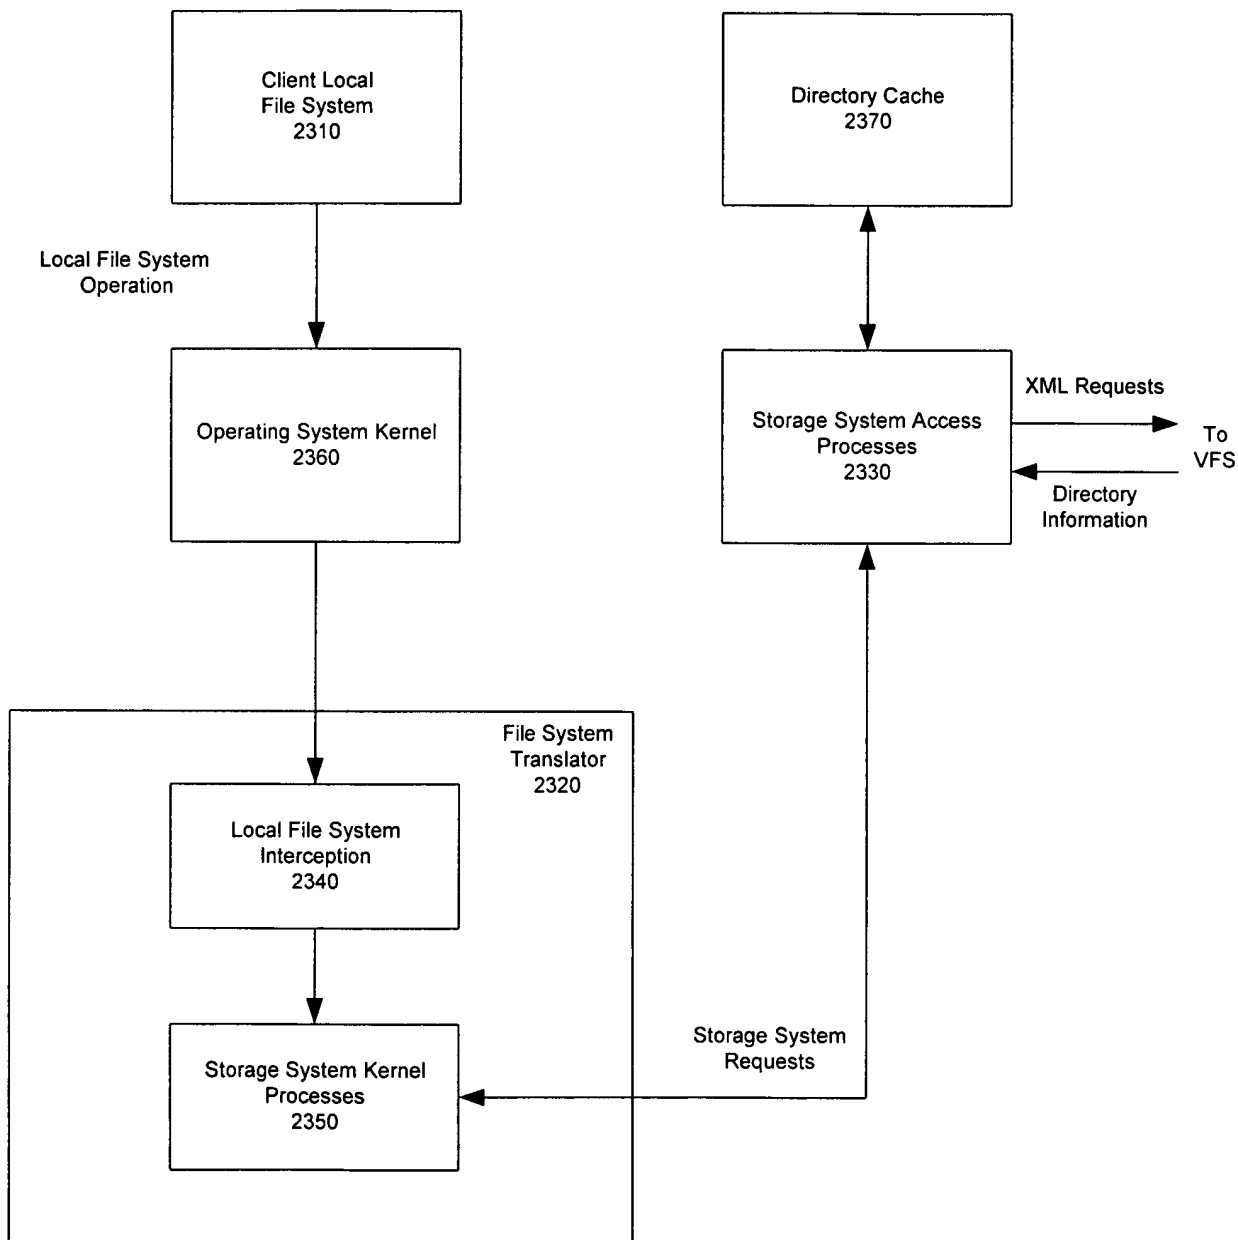 Client Local
File System
2310
Directory Cache
2370
Local File System
Operation
Operating System Kernel
2360
Storage System Access
Processes
2330
XML Requests
To
VFS
Directory
Information
File System
Translator
2320
Local File System
Interception
2340
Storage System Kernel
Processes
2350
Storage System
Requests